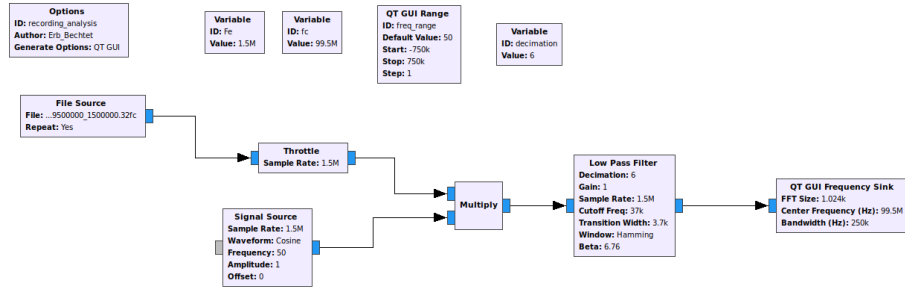 Options
ID: recording_analysis
Author: Erb_Bechtet
Generate Options: QT GUI
Variable
ID: Fe
Value: 1.5M
Variable
ID: fc
Value: 99.5M
QT GUI Range
ID: freq_range
Default Value: 50
Start: -750k
Stop: 750k
Step: 1
Variable
ID: decimation
Value: 6
File Source
File: ...9500000_1500000.32fc
Repeat: Yes
Throttle
Sample Rate: 1.5M
Signal Source
Sample Rate: 1.5M
Waveform: Cosine
Frequency: 50
Amplitude: 1
Offset: 0
Multiply
Low Pass Filter
Decimation: 6
Gain: 1
Sample Rate: 1.5M
Cutoff Freq: 37k
Transition Width: 3.7k
Window: Hamming
Beta: 6.76
QT GUI Frequency Sink
FFT Size: 1.024k
Center Frequency (Hz): 99.5M
Bandwidth (Hz): 250k